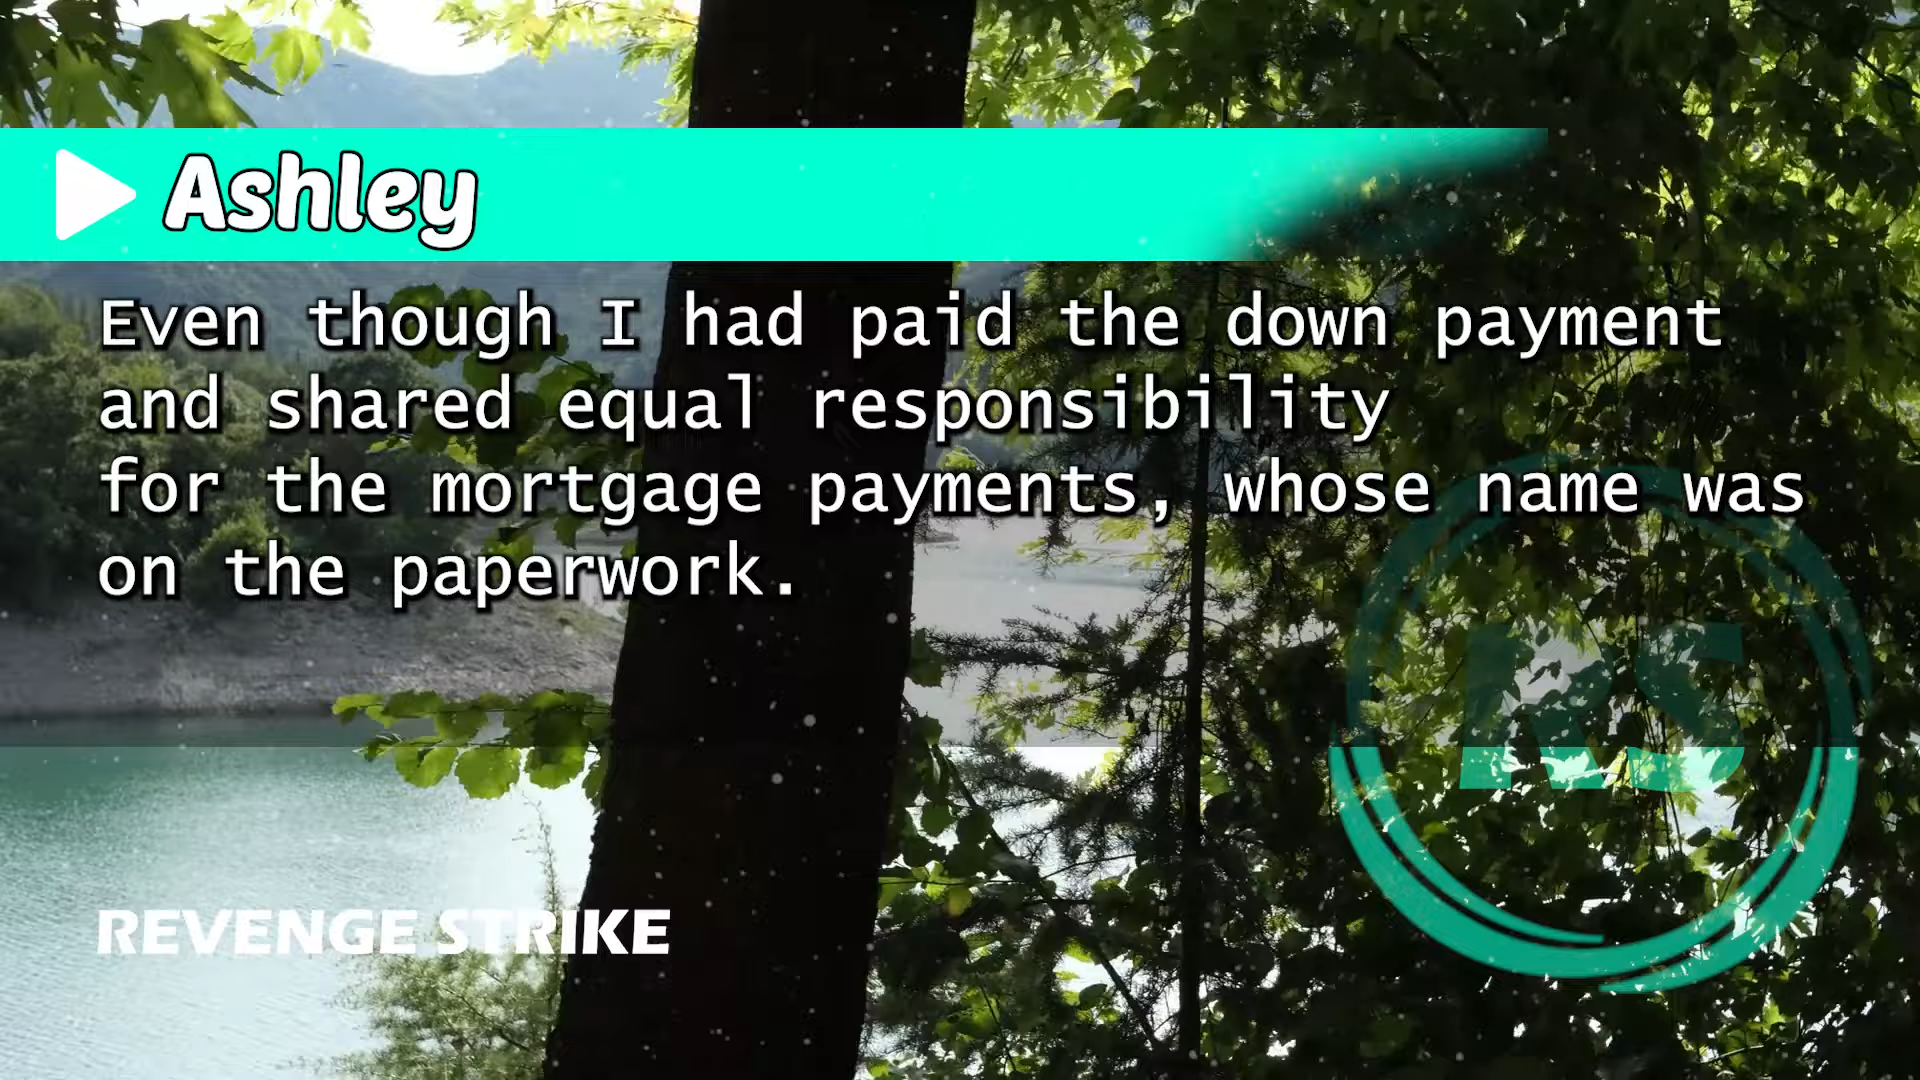 Ashley
Even though I had paid the down payment
and shared equal responsibility
for the mortgage payments, whose name was
on the paperwork.
RS
REVENGE STRIKE